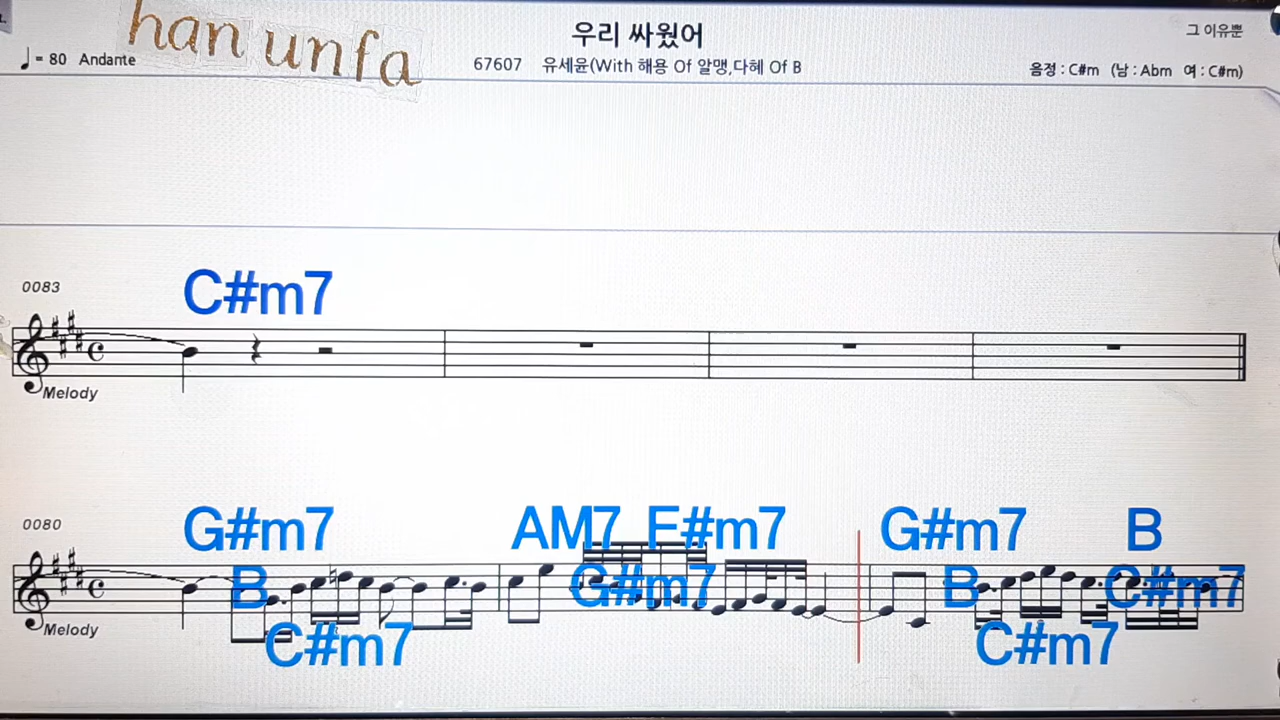 han unfa
우리 싸웠어
그 이유뿐
♩= 80 Andante
67607 유세윤(With 해용 Of 알맹,다혜 Of B
음정 : C#m (남 : Abm 여 : C#m)
0083
C#m7
Melody
0080
G#m7 AM7 F#m7 G#m7 B
B G#m7 B C#m7
Melody
C#m7 C#m7